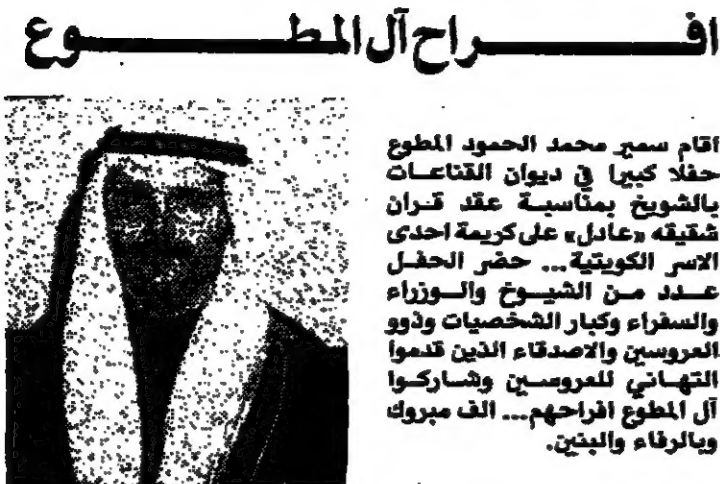 افراح آل المطوع
اقام سمير محمد الحمود المطوع
حفلا كبيرا في ديوان القناعات
بالشويخ بمناسبة عقد قران
شقيقه «عادل» على كريمة احدى
الاسر الكويتية... حضر الحفل
عدد من الشيوخ والوزراء
والسفراء وكبار الشخصيات وذوو
العروسين والاصدقاء الذين قدموا
التهاني للعروسين وشاركوا
آل المطوع افراحهم... الف مبروك
وبالرفاء والبنين.